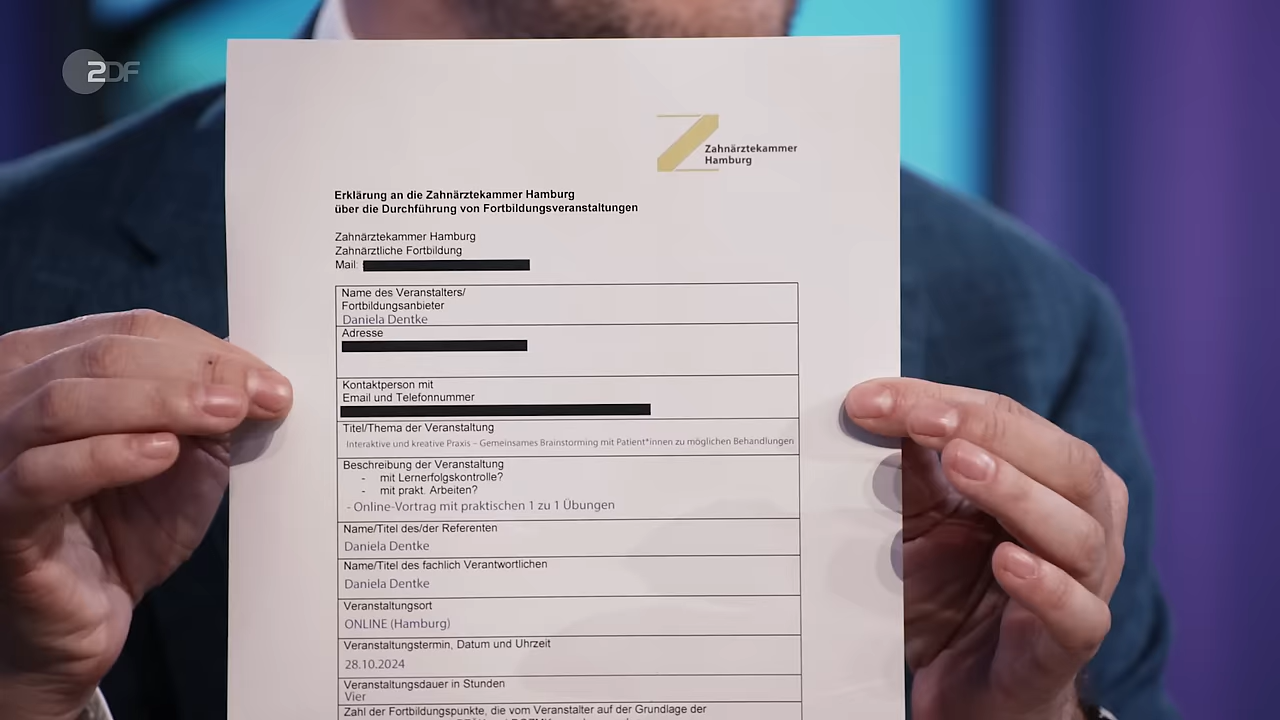 ZDF
Zahnärztekammer
Hamburg
Erklärung an die Zahnärztekammer Hamburg
über die Durchführung von Fortbildungsveranstaltungen
Zahnärztekammer Hamburg
Zahnärztliche Fortbildung
Mail:
Name des Veranstalters/
Fortbildungsanbieter
Daniela Dentke
Adresse
Kontaktperson mit
Email und Telefonnummer
Titel/Thema der Veranstaltung
Interaktive und kreative Praxis – Gemeinsames Brainstorming mit Patient*innen zu möglichen Behandlungen
Beschreibung der Veranstaltung
- mit Lernerfolgskontrolle?
- mit prakt. Arbeiten?
- Online-Vortrag mit praktischen 1 zu 1 Übungen
Name/Titel des/der Referenten
Daniela Dentke
Name/Titel des fachlich Verantwortlichen
Daniela Dentke
Veranstaltungsort
ONLINE (Hamburg)
Veranstaltungstermin, Datum und Uhrzeit
28.10.2024
Veranstaltungsdauer in Stunden
Vier
Zahl der Fortbildungspunkte, die vom Veranstalter auf der Grundlage der